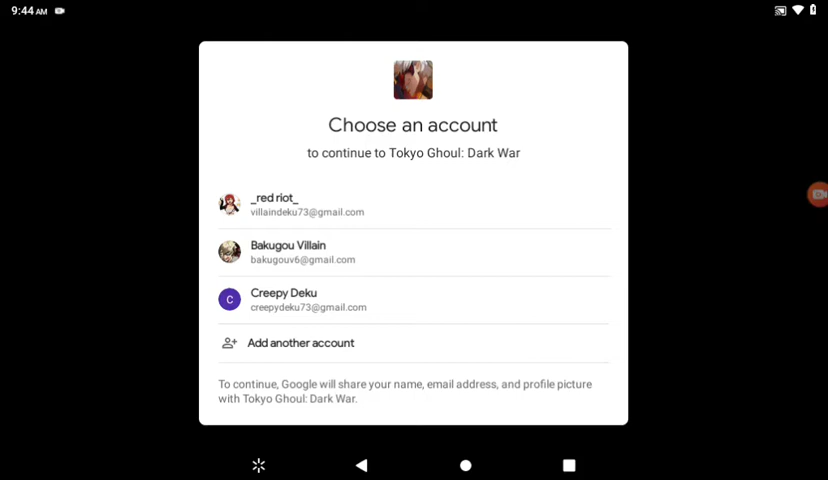 9:44 AM
Choose an account
to continue to Tokyo Ghoul: Dark War
_red riot_
villaindeku73@gmail.com
Bakugou Villain
bakugouv6@gmail.com
C
Creepy Deku
creepydeku73@gmail.com
Add another account
To continue, Google will share your name, email address, and profile picture
with Tokyo Ghoul: Dark War.